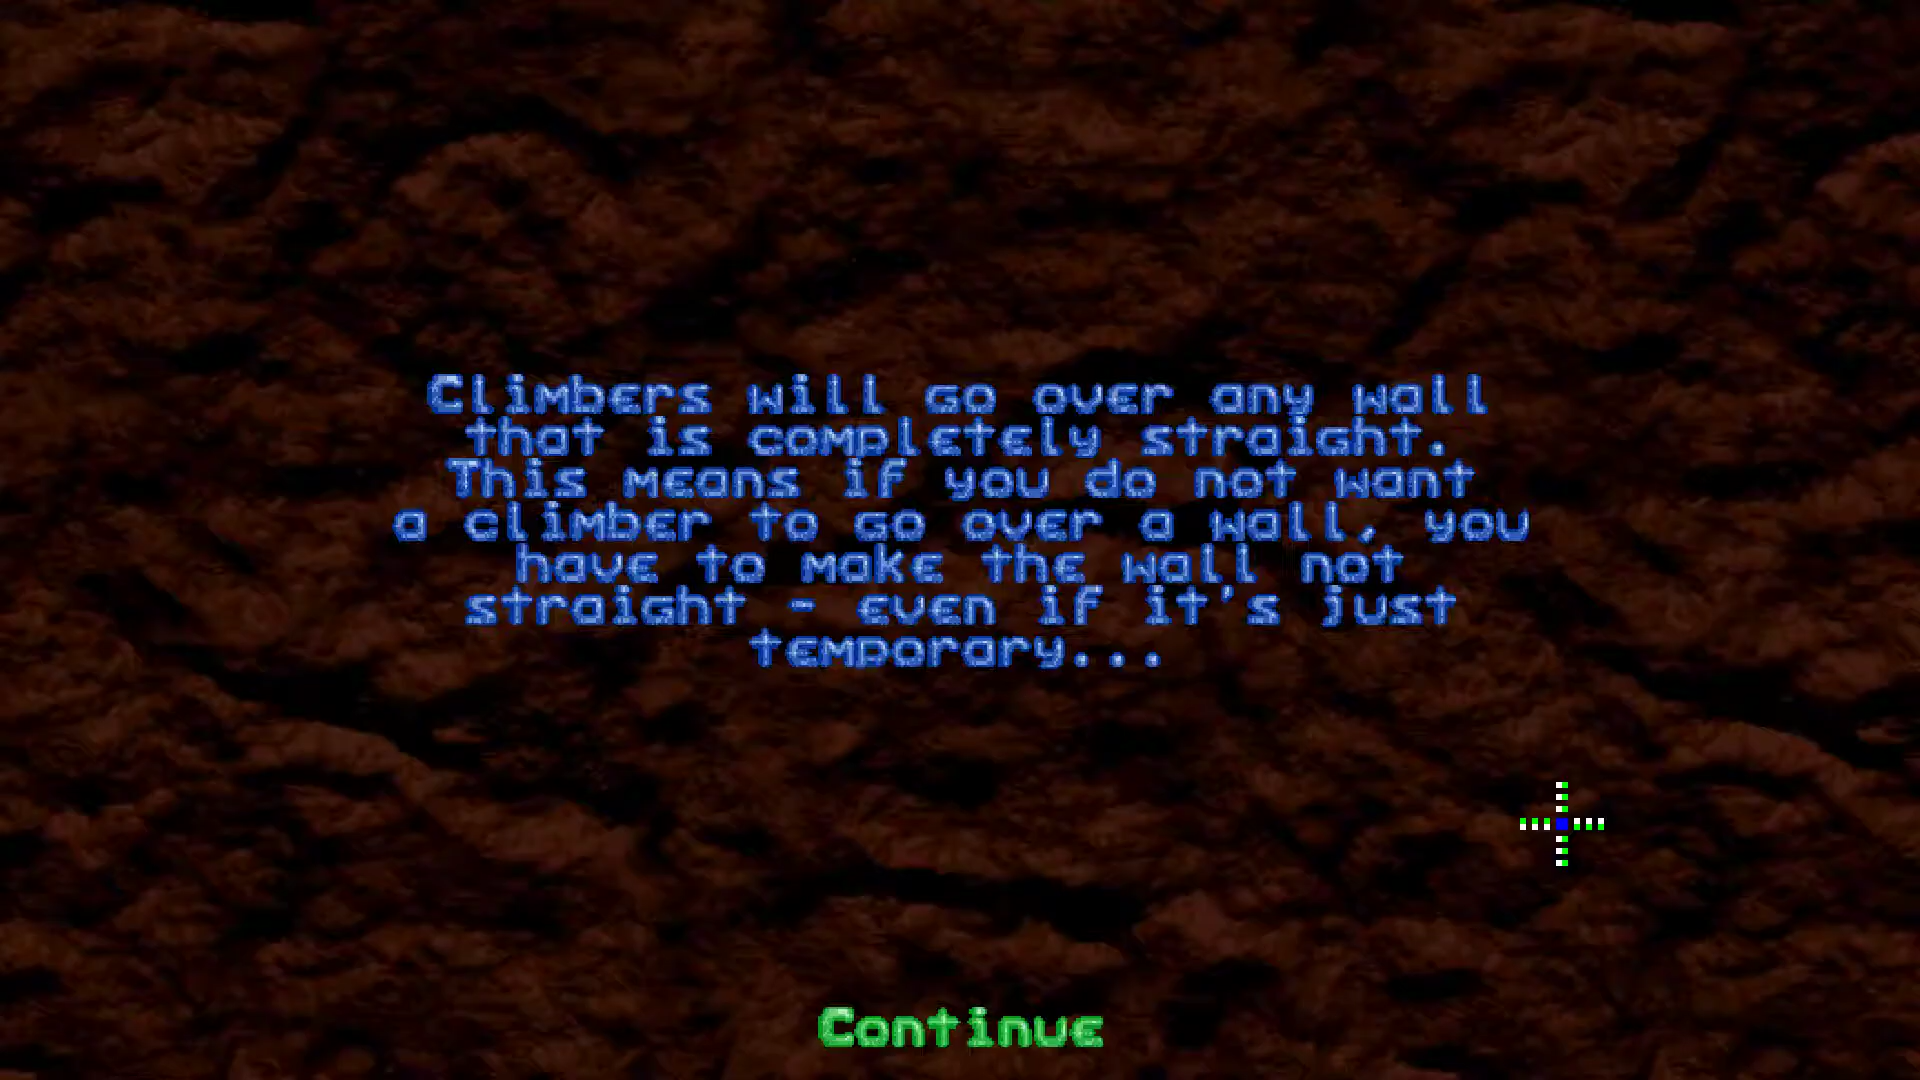 Climbers will go over any wall
that is completely straight.
This means if you do not want
a climber to go over a wall, you
have to make the wall not
straight - even if it's just
temporary...
Continue